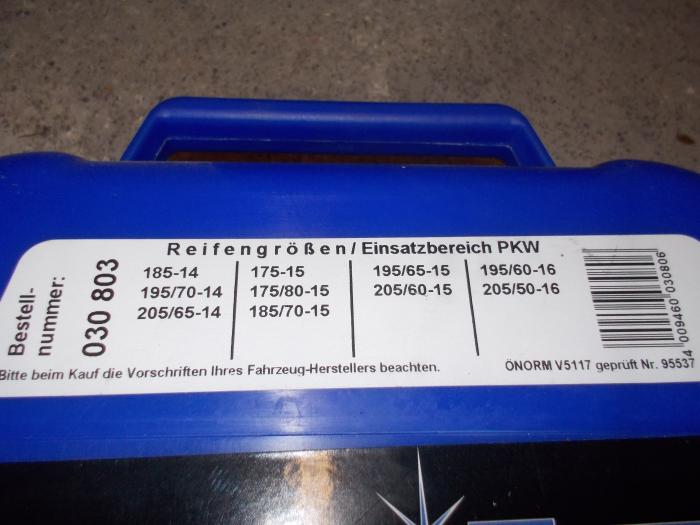 Reifengrößen/Einsatzbereich PKW
Bestell-
nummer:
030 803
185-14
195/70-14
205/65-14
175-15
175/80-15
185/70-15
195/65-15
205/60-15
195/60-16
205/50-16
4 009460 030806
Bitte beim Kauf die Vorschriften Ihres Fahrzeug-Herstellers beachten.
ÖNORM V5117 geprüft Nr. 95537